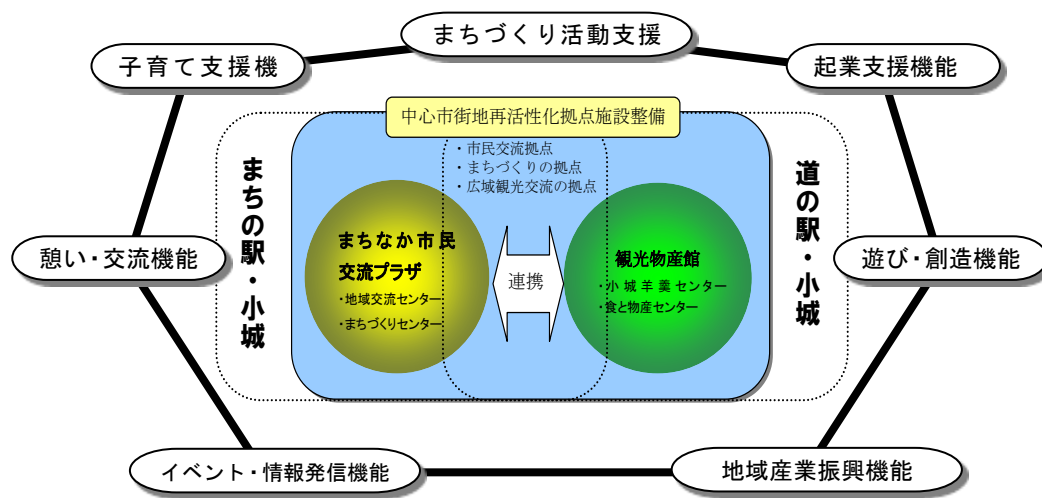 まちづくり活動支援
子育て支援機
起業支援機能
中心市街地再活性化拠点施設整備
・市民交流拠点
・まちづくりの拠点
・広域観光交流の拠点
まちの駅・小城
道の駅・小城
まちなか市民
交流プラザ
・地域交流センター
・まちづくりセンター
連携
観光物産館
・小城羊羹センター
・食と物産センター
憩い・交流機能
遊び・創造機能
イベント・情報発信機能
地域産業振興機能